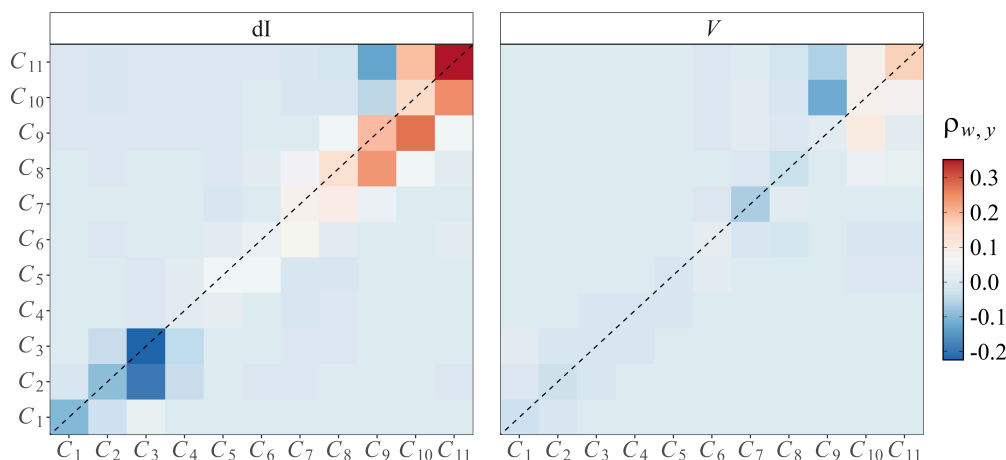 dI V
C11
C10
C9
C8
C7
C6
C5
C4
C3
C2
C1
C1 C2 C3 C4 C5 C6 C7 C8 C9 C10 C11
C1 C2 C3 C4 C5 C6 C7 C8 C9 C10 C11
ρw, y
0.3
0.2
0.1
0.0
-0.1
-0.2